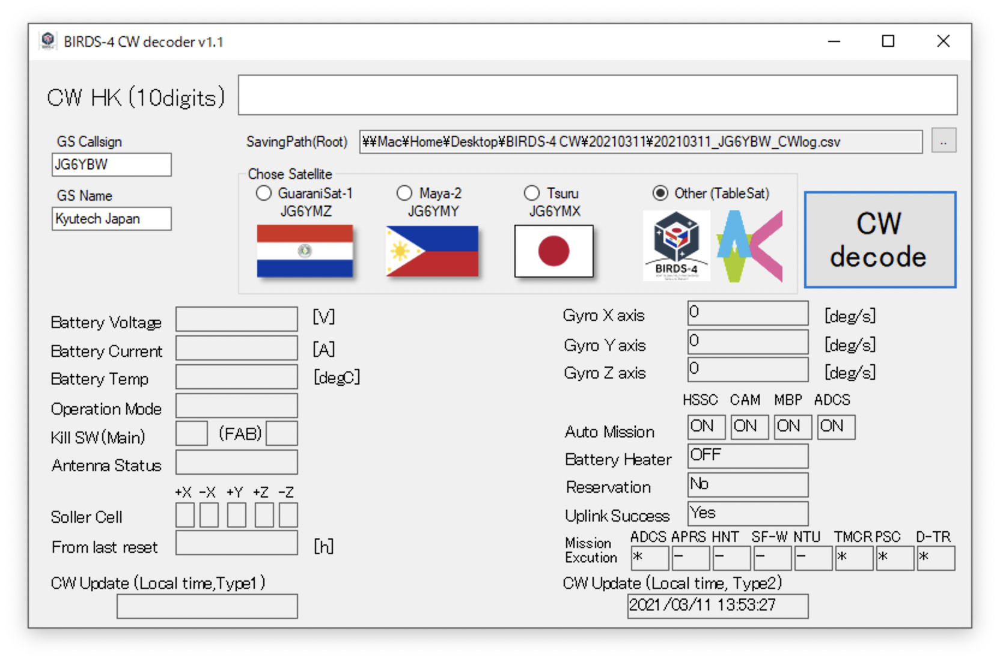 BIRDS-4 CW decoder v1.1
CW HK (10digits)
GS Callsign
JG6YBW
SavingPath(Root) ¥¥Mac¥Home¥Desktop¥BIRDS-4 CW¥20210311¥20210311_JG6YBW_CWlog.csv ..
GS Name
Kyutech Japan
Chose Satellite
GuaraniSat-1 Maya-2 Tsuru Other (TableSat)
JG6YMZ JG6YMY JG6YMX
BIRDS-4
CW
decode
Battery Voltage [V]
Battery Current [A]
Battery Temp [degC]
Operation Mode
Kill SW(Main) (FAB)
Antenna Status
+X -X +Y +Z -Z
Soller Cell
From last reset [h]
CW Update (Local time,Type1)
Gyro X axis 0 [deg/s]
Gyro Y axis 0 [deg/s]
Gyro Z axis 0 [deg/s]
HSSC CAM MBP ADCS
Auto Mission ON ON ON ON
Battery Heater OFF
Reservation No
Uplink Success Yes
ADCS APRS HNT SF-W NTU TMCR PSC D-TR
Mission
Excution * - - - - * * *
CW Update (Local time, Type2)
2021/03/11 13:53:27